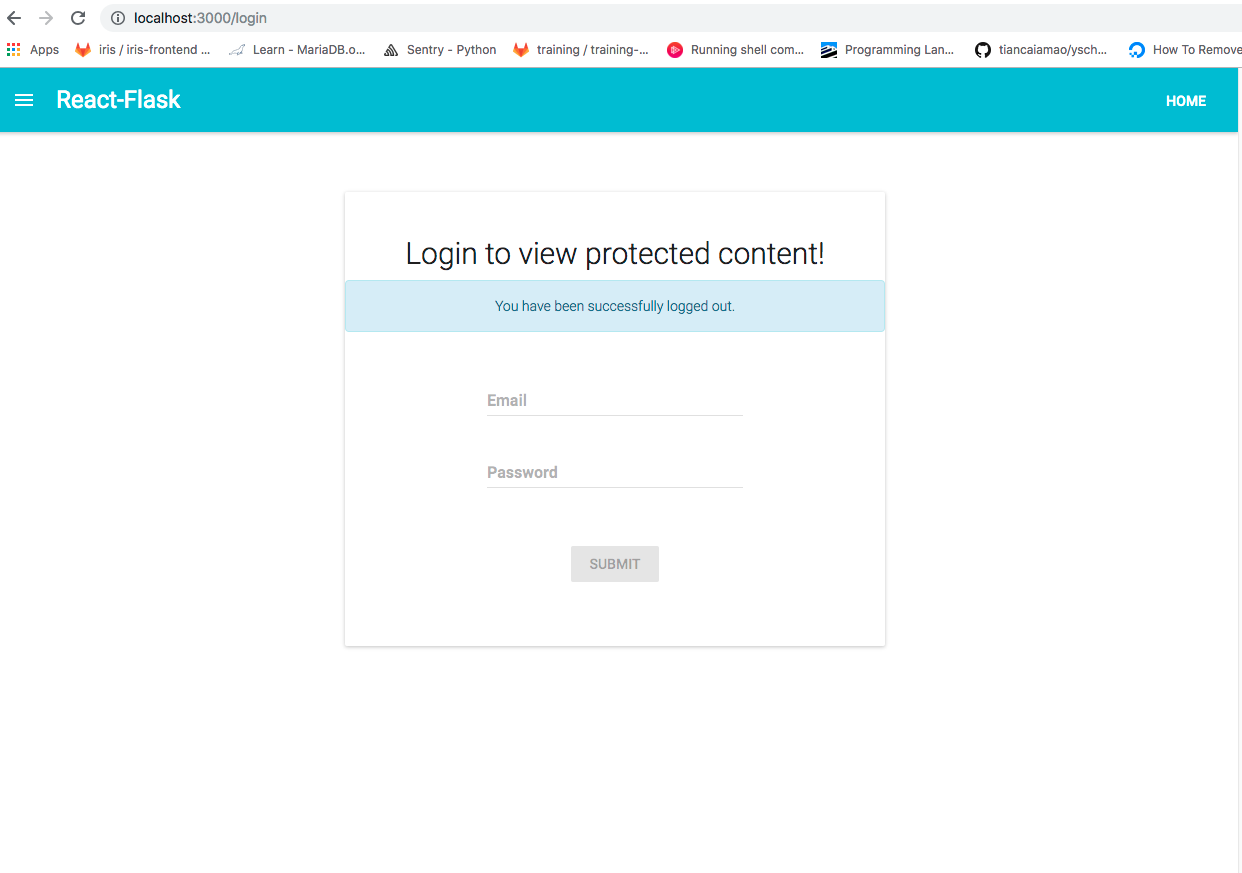 localhost:3000/login
Apps iris / iris-frontend ... Learn - MariaDB.o... Sentry - Python training / training-... Running shell com... Programming Lan... tiancaiamao/ysch... How To Remove
React-Flask HOME
Login to view protected content!
You have been successfully logged out.
Email
Password
SUBMIT